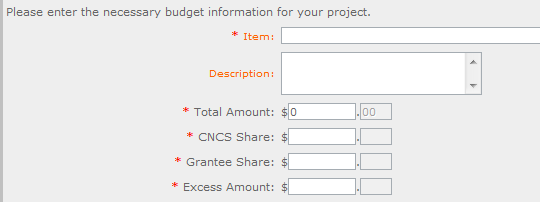 Please enter the necessary budget information for your project.
* Item:
Description:
* Total Amount: $0.00
* CNCS Share: $ .
* Grantee Share: $ .
* Excess Amount: $ .